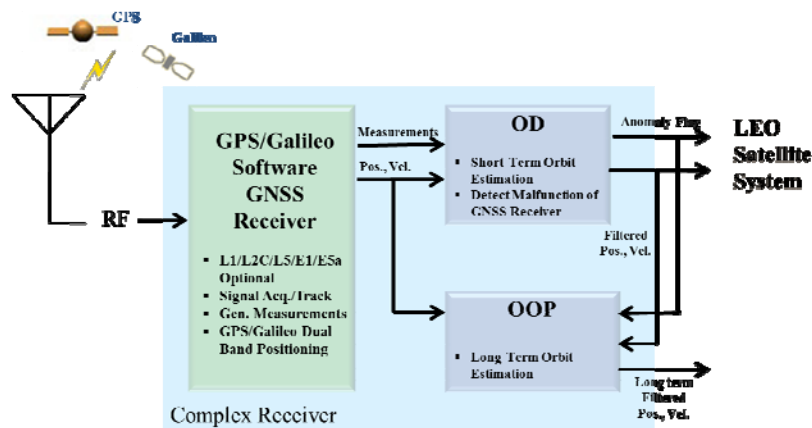 GPS
Galileo
RF
GPS/Galileo
Software
GNSS
Receiver
▪ L1/L2C/L5/E1/E5a
Optional
▪ Signal Acq./Track
▪ Gen. Measurements
▪ GPS/Galileo Dual
Band Positioning
Complex Receiver
Measurements
Pos., Vel.
OD
▪ Short Term Orbit
Estimation
▪ Detect Malfunction of
GNSS Receiver
Anomaly Flag
LEO
Satellite
System
Filtered
Pos., Vel.
OOP
▪ Long Term Orbit
Estimation
Long term
Filtered
Pos., Vel.